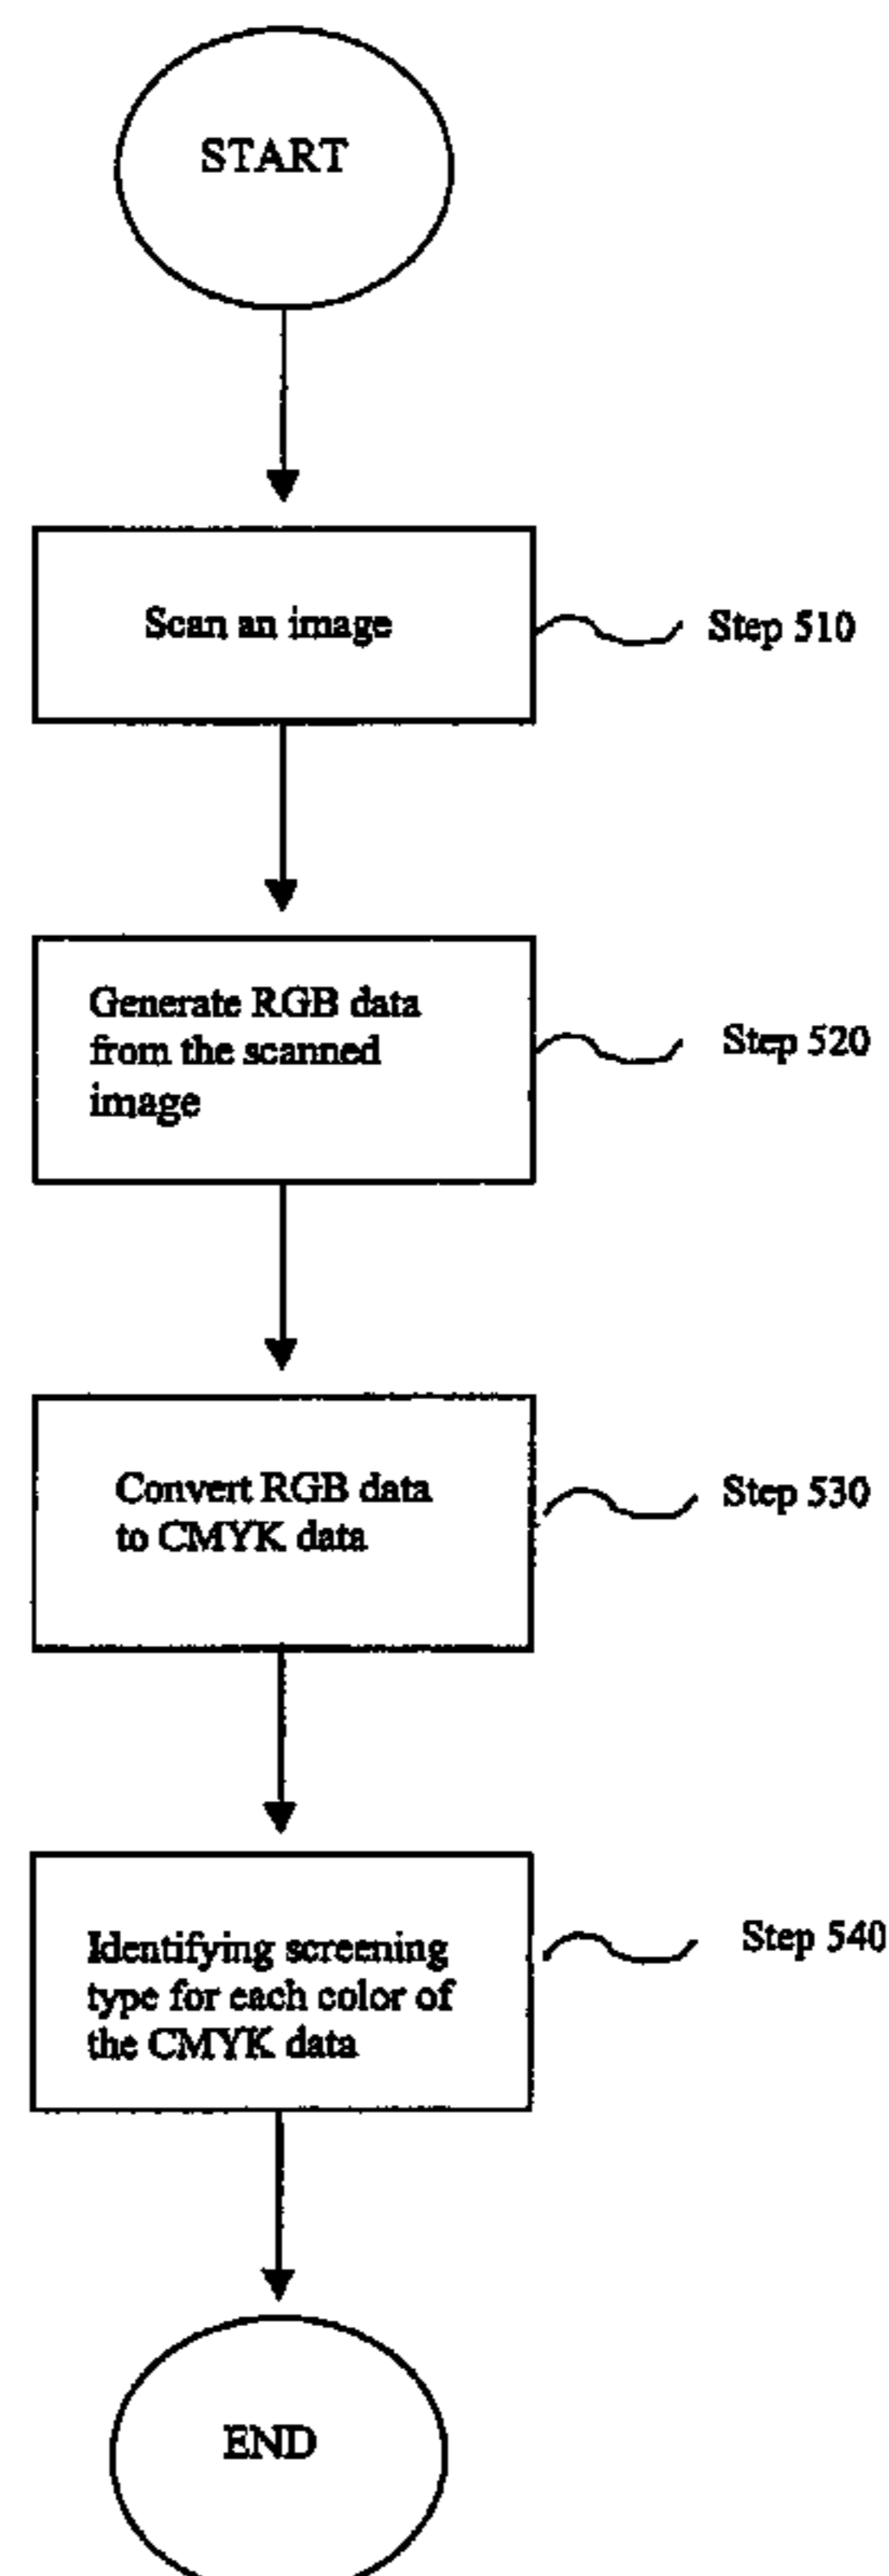 START
Scan an image
Step 510
Generate RGB data
from the scanned
image
Step 520
Convert RGB data
to CMYK data
Step 530
Identifying screening
type for each color of
the CMYK data
Step 540
END